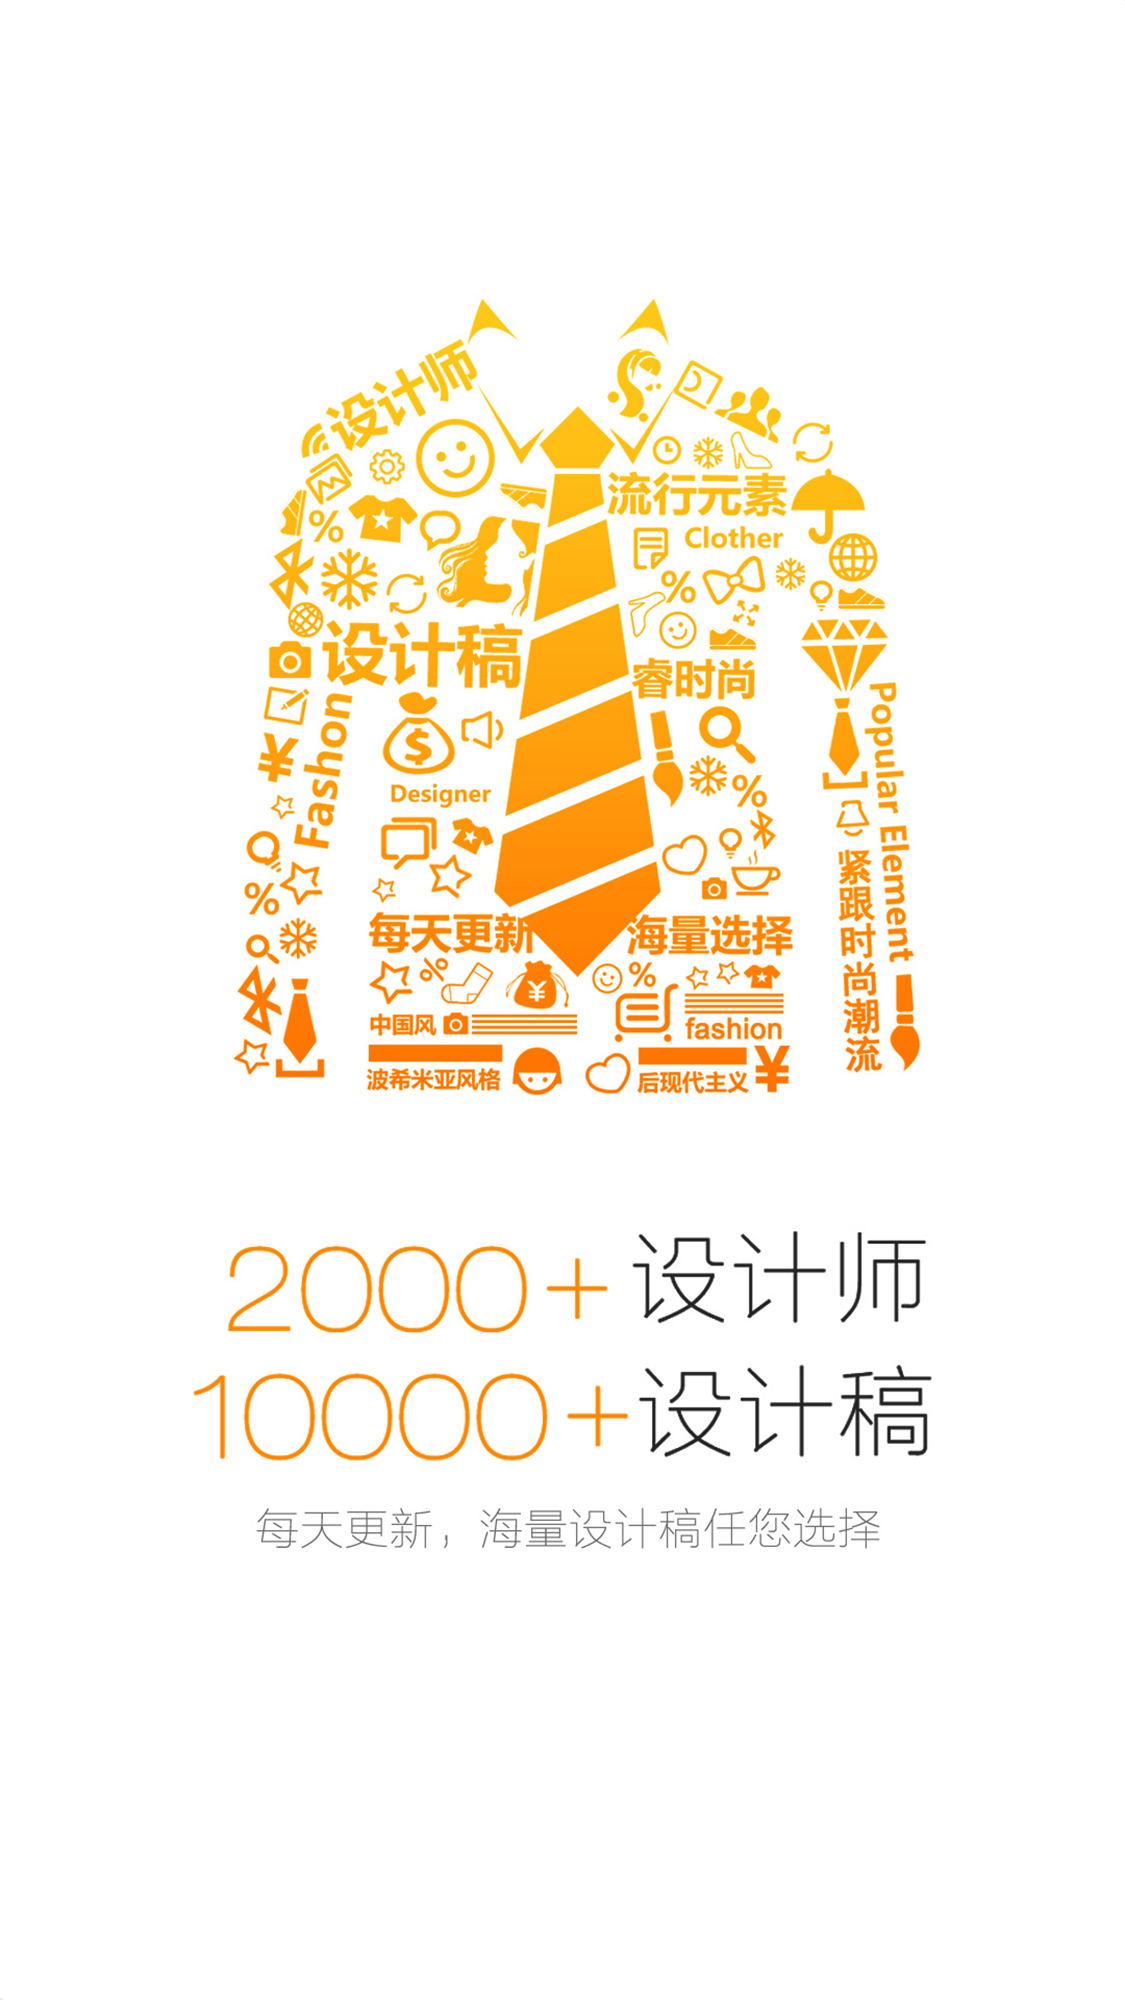 设计师
流行元素
Clother
设计稿
睿时尚
Fashon
Designer
Popular Element
紧跟时尚潮流
每天更新
海量选择
中国风
fashion
波希米亚风格
后现代主义
2000+设计师
10000+设计稿
每天更新，海量设计稿任您选择